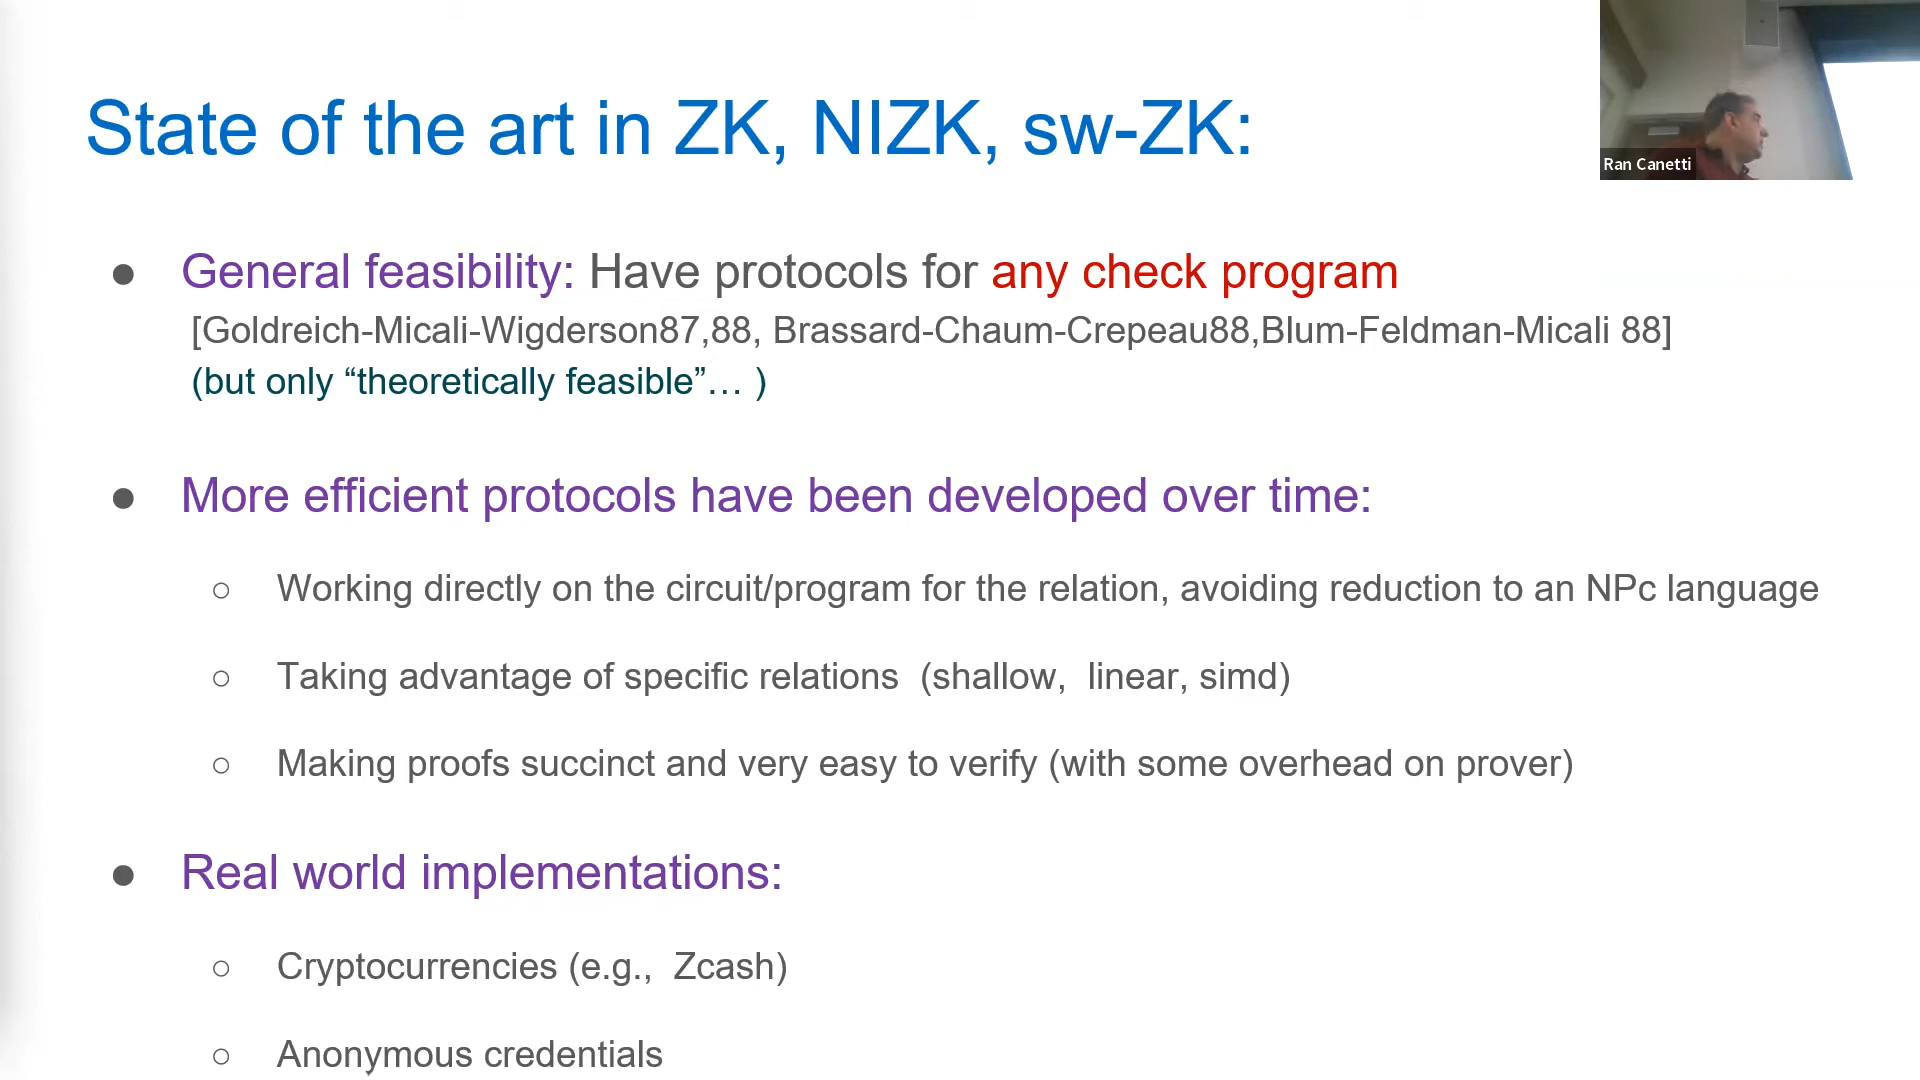 State of the art in ZK, NIZK, sw-ZK:
Ran Canetti
● General feasibility: Have protocols for any check program
[Goldreich-Micali-Wigderson87,88, Brassard-Chaum-Crepeau88,Blum-Feldman-Micali 88]
(but only “theoretically feasible”… )
● More efficient protocols have been developed over time:
○ Working directly on the circuit/program for the relation, avoiding reduction to an NPc language
○ Taking advantage of specific relations (shallow, linear, simd)
○ Making proofs succinct and very easy to verify (with some overhead on prover)
● Real world implementations:
○ Cryptocurrencies (e.g., Zcash)
○ Anonymous credentials